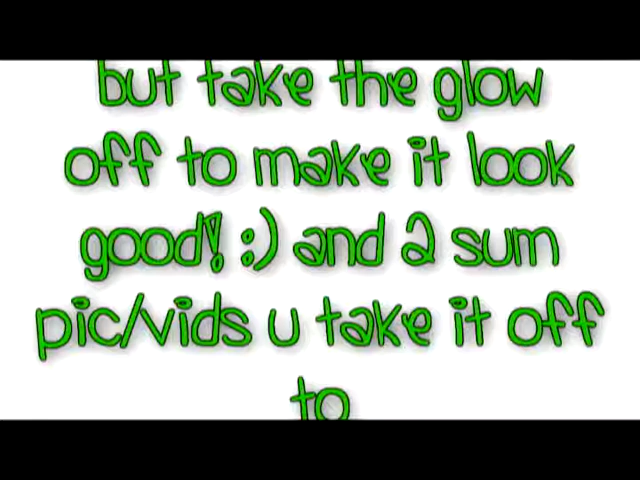 but take the glow
off to make it look
good! :) and 2 sum
pic/vids u take it off
to